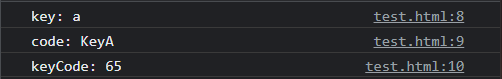 key: a test.html:8
code: KeyA test.html:9
keyCode: 65 test.html:10